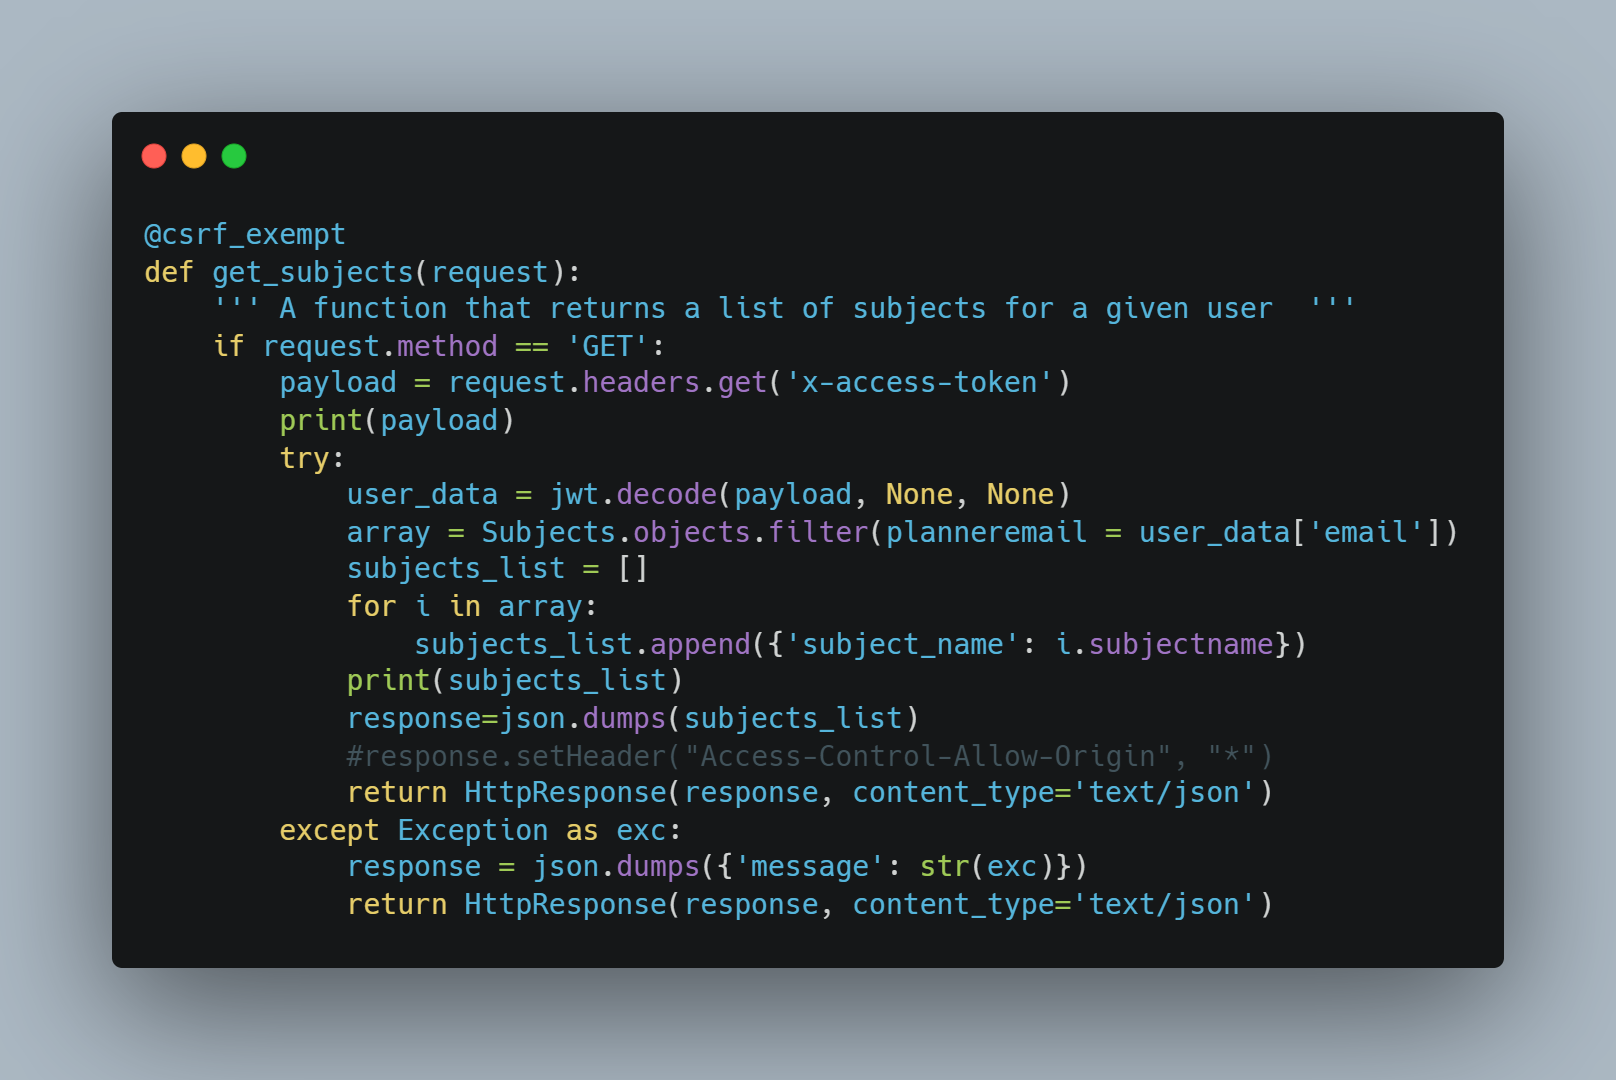 @csrf_exempt
def get_subjects(request):
    ''' A function that returns a list of subjects for a given user  '''
    if request.method == 'GET':
        payload = request.headers.get('x-access-token')
        print(payload)
        try:
            user_data = jwt.decode(payload, None, None)
            array = Subjects.objects.filter(planneremail = user_data['email'])
            subjects_list = []
            for i in array:
                subjects_list.append({'subject_name': i.subjectname})
            print(subjects_list)
            response=json.dumps(subjects_list)
            #response.setHeader("Access-Control-Allow-Origin", "*")
            return HttpResponse(response, content_type='text/json')
        except Exception as exc:
            response = json.dumps({'message': str(exc)})
            return HttpResponse(response, content_type='text/json')